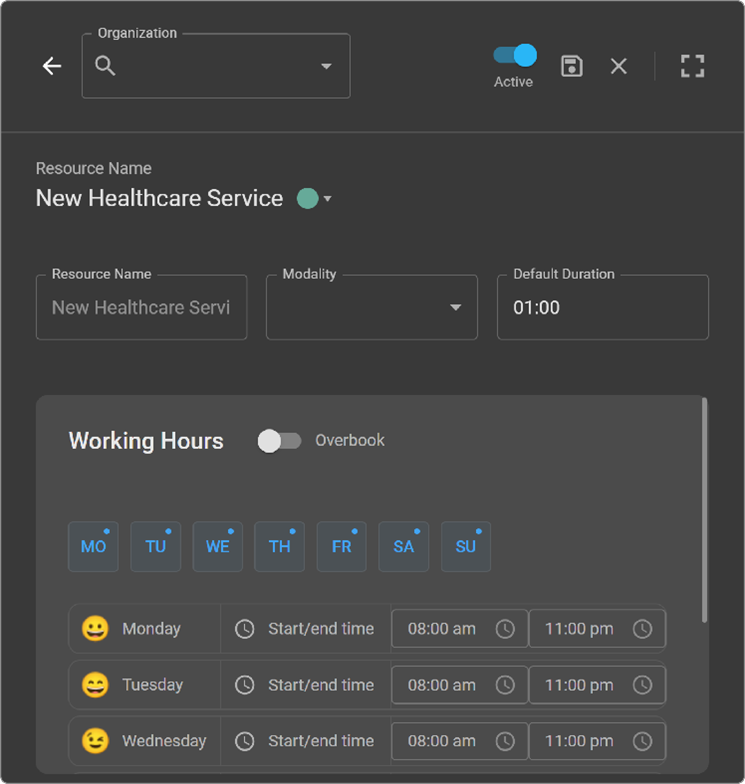 Organization
Active
Resource Name
New Healthcare Service
Resource Name Modality Default Duration
New Healthcare Servi 01:00
Working Hours Overbook
MO TU WE TH FR SA SU
Monday Start/end time 08:00 am 11:00 pm
Tuesday Start/end time 08:00 am 11:00 pm
Wednesday Start/end time 08:00 am 11:00 pm